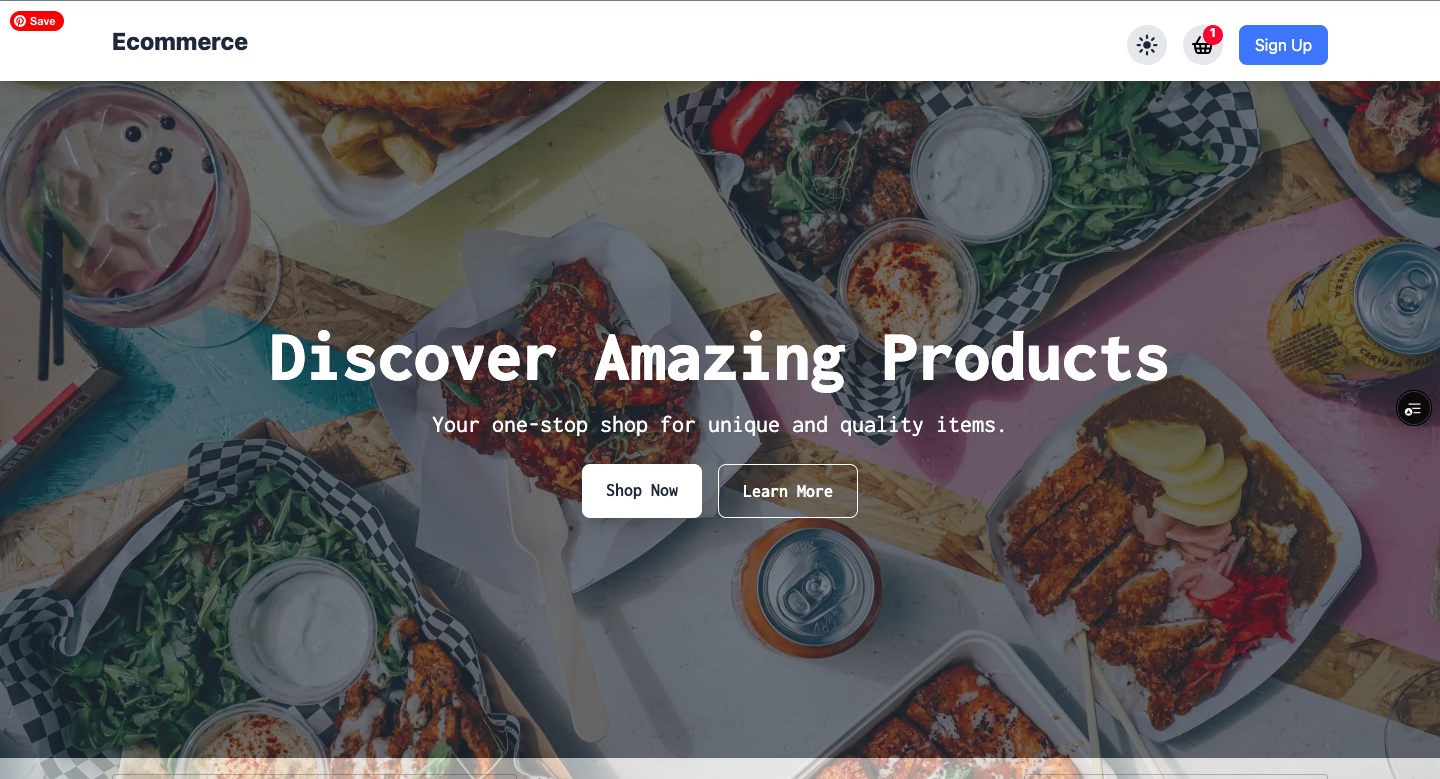 Save
Ecommerce
1
Sign Up
Discover Amazing Products
Your one-stop shop for unique and quality items.
Shop Now
Learn More
CERVEZA